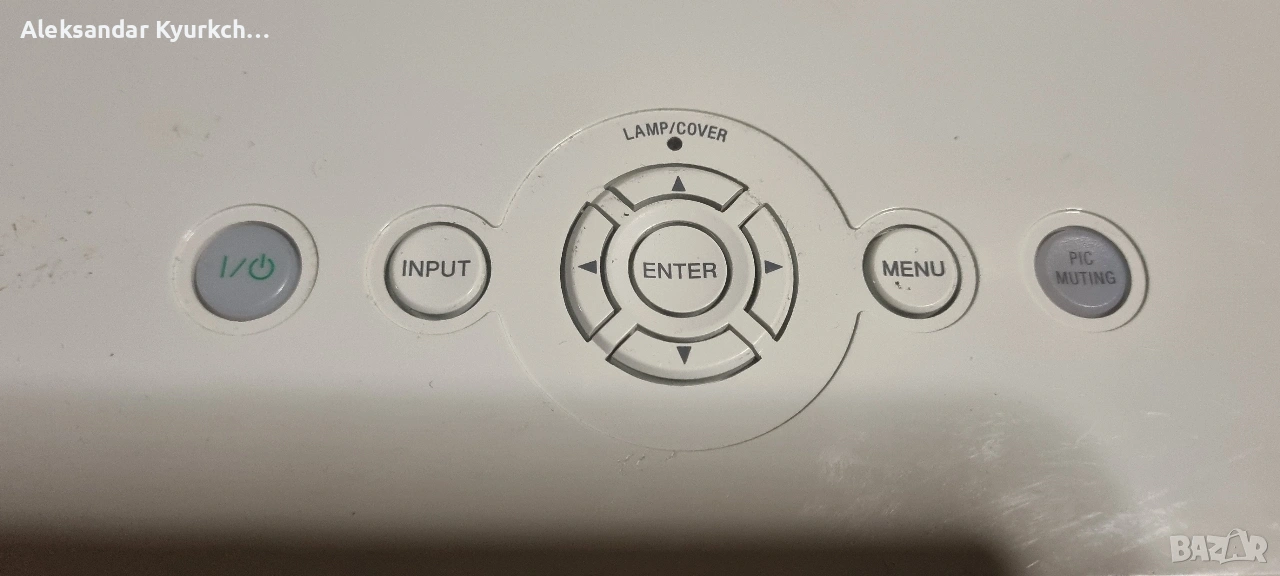 Aleksandar Kyurkch...
LAMP/COVER
I/⏻
INPUT
ENTER
MENU
PIC
MUTING
BAZAR